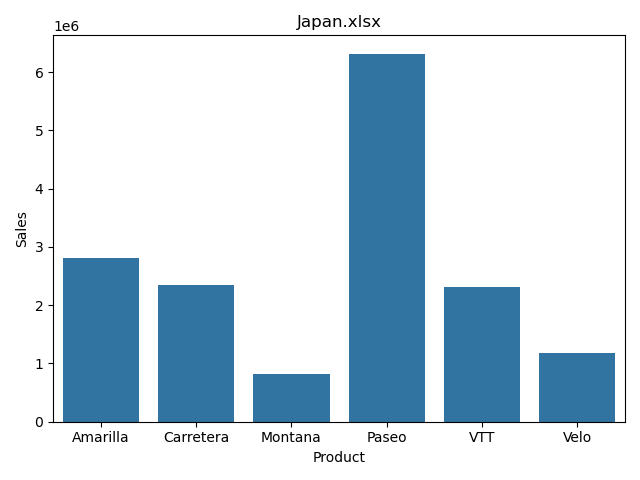 Japan.xlsx
1e6
6
5
4
3
2
1
0
Sales
Amarilla Carretera Montana Paseo VTT Velo
Product